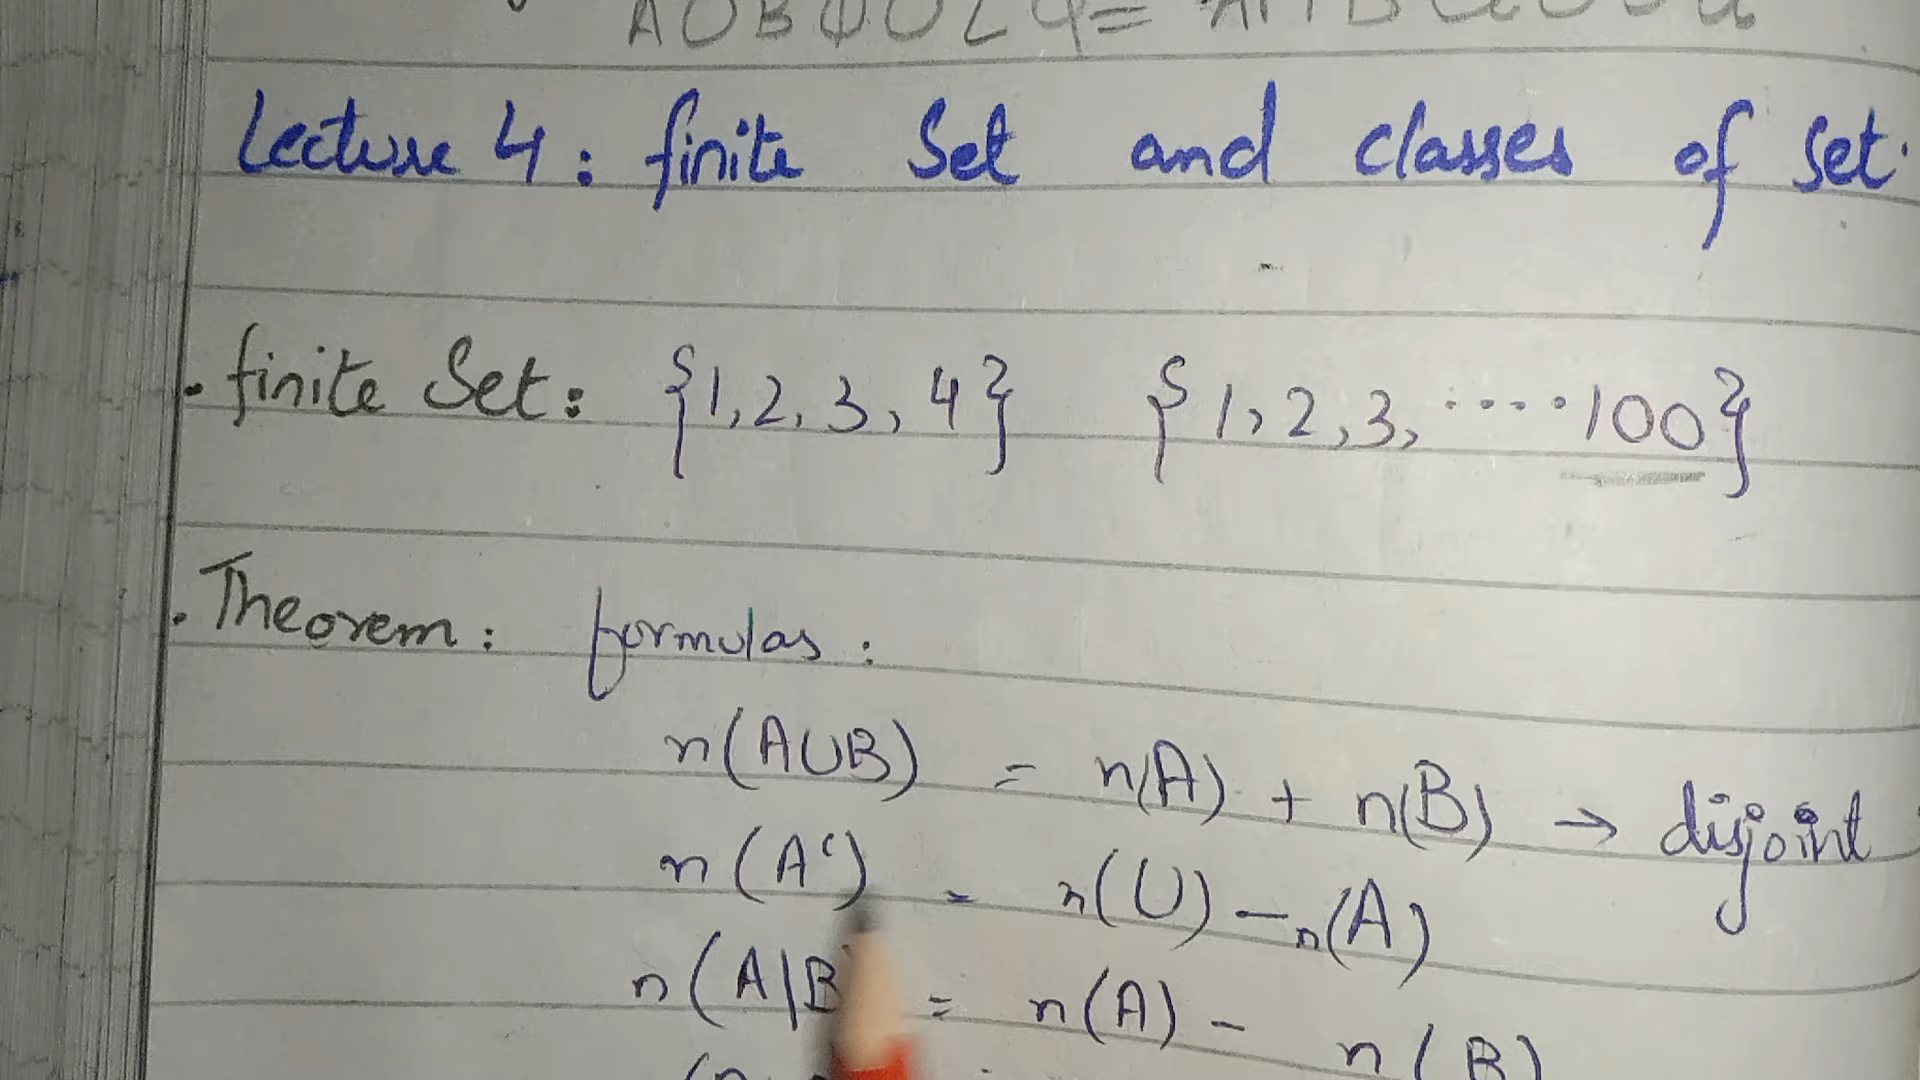 Lecture 4: finite Set and classes of Set.
. finite Set: {1,2,3,4} {1,2,3,.....100}
. Theorem: formulas:
n(A∪B) = n(A) + n(B) → disjoint
n(Aᶜ) = n(U) - n(A)
n(A|B) = n(A) - n(B)